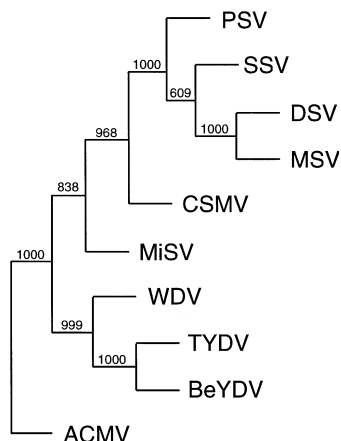 PSV
1000
SSV
609
DSV
1000
968
MSV
838
CSMV
MiSV
1000
WDV
999
TYDV
1000
BeYDV
ACMV